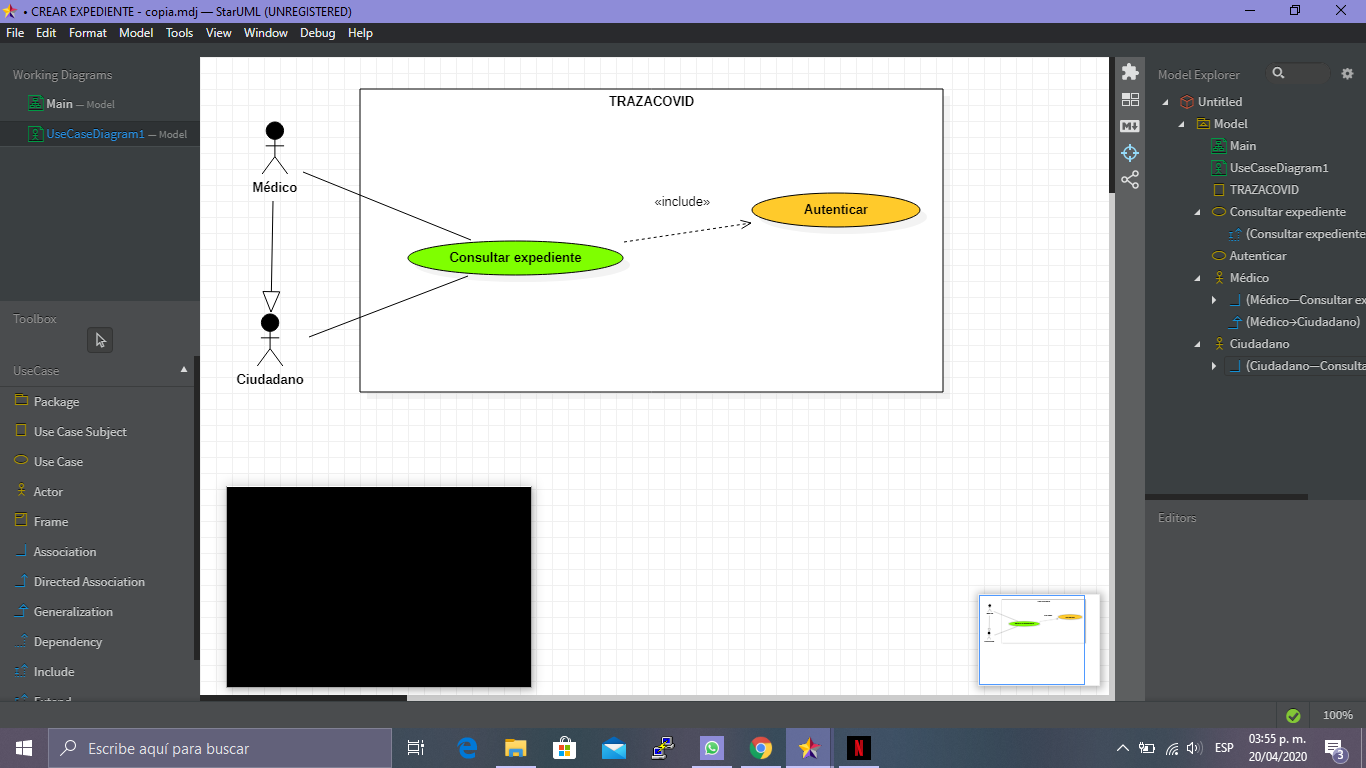 • CREAR EXPEDIENTE - copia.mdj — StarUML (UNREGISTERED)
File Edit Format Model Tools View Window Debug Help
Working Diagrams
Main — Model
UseCaseDiagram1 — Model
Toolbox
UseCase
Package
Use Case Subject
Use Case
Actor
Frame
Association
Directed Association
Generalization
Dependency
Include
Extend
TRAZACOVID
Médico
«include»
Autenticar
Consultar expediente
Ciudadano
Model Explorer
Untitled
Model
Main
UseCaseDiagram1
TRAZACOVID
Consultar expediente
(Consultar expediente
Autenticar
Médico
(Médico—Consultar ex
(Médico→Ciudadano)
Ciudadano
(Ciudadano—Consulta
Editors
100%
Escribe aquí para buscar
N
ESP
03:55 p. m.
20/04/2020
3